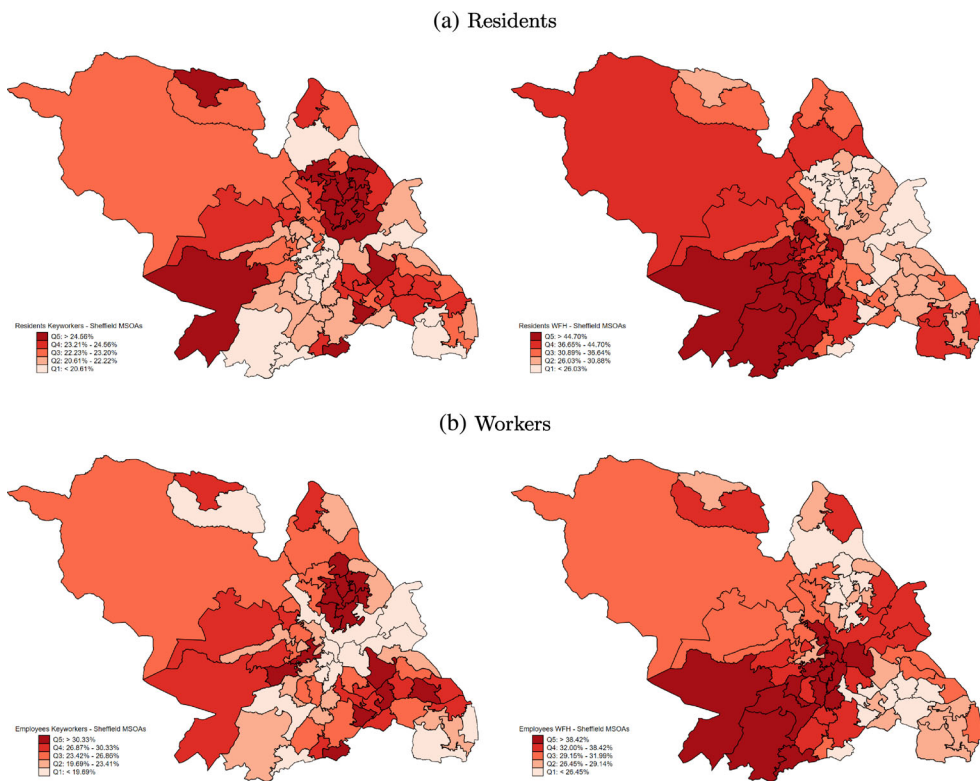 (a) Residents
Residents Keyworkers - Sheffield MSOAs
Q5: > 24.56%
Q4: 23.21% - 24.56%
Q3: 22.23% - 23.20%
Q2: 20.61% - 22.22%
Q1: < 20.61%
Residents WFH - Sheffield MSOAs
Q5: > 44.70%
Q4: 36.65% - 44.70%
Q3: 30.89% - 36.64%
Q2: 26.03% - 30.88%
Q1: < 26.03%
(b) Workers
Employees Keyworkers - Sheffield MSOAs
Q5: > 30.33%
Q4: 26.87% - 30.33%
Q3: 23.42% - 26.86%
Q2: 19.69% - 23.41%
Q1: < 19.69%
Employees WFH - Sheffield MSOAs
Q5: > 38.42%
Q4: 32.00% - 38.42%
Q3: 29.15% - 31.99%
Q2: 26.45% - 29.14%
Q1: < 26.45%